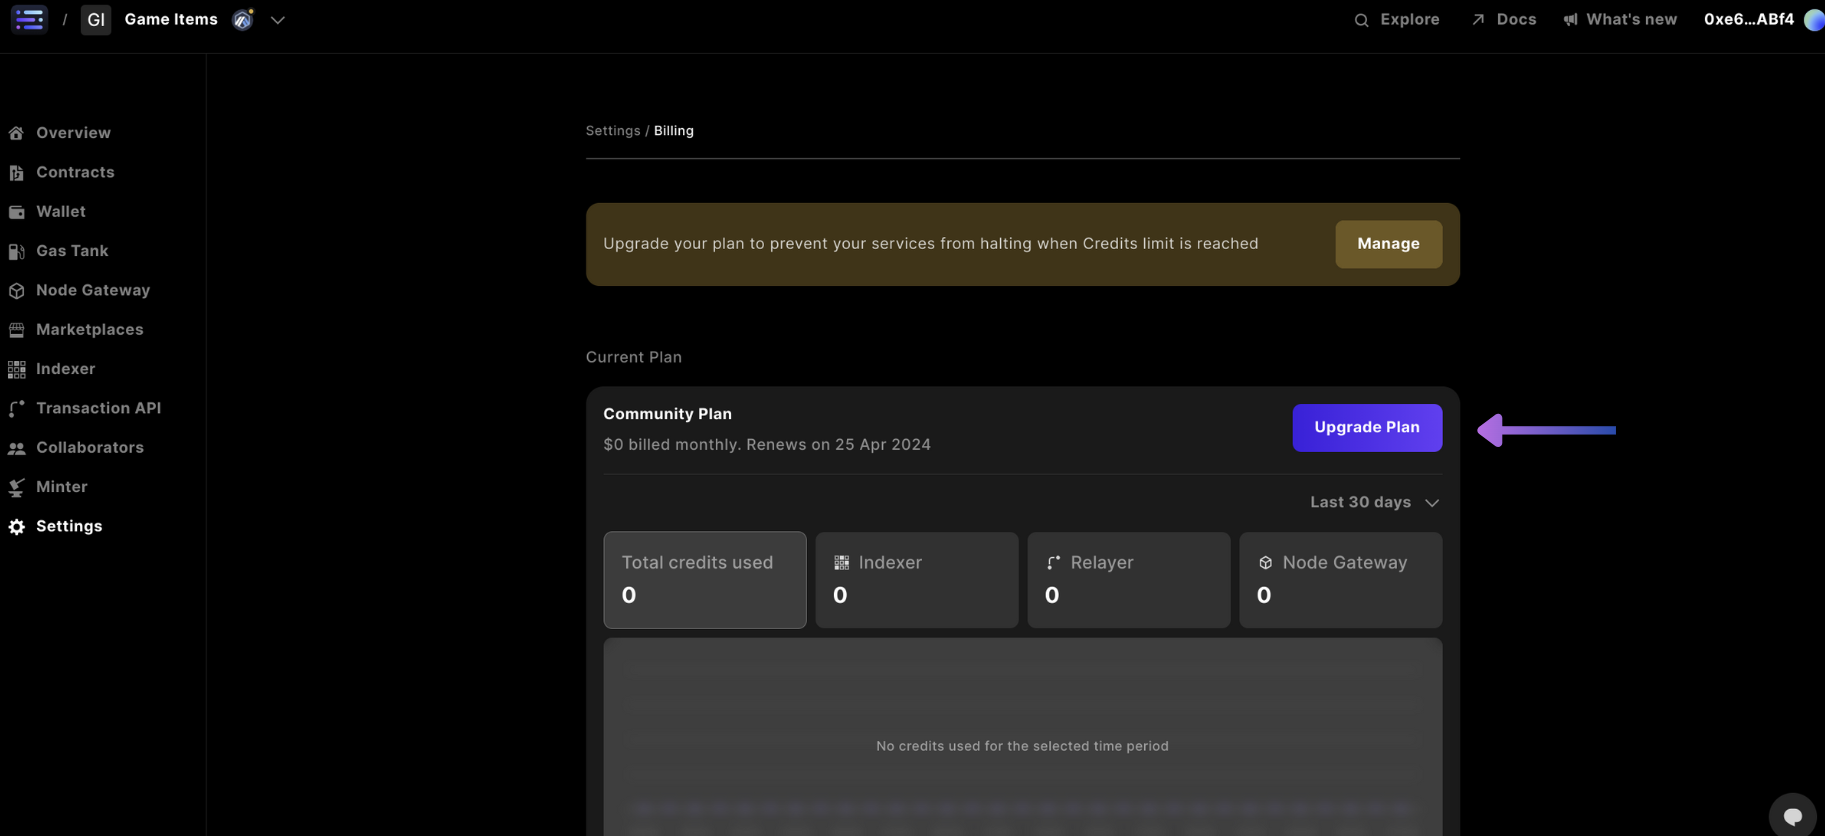 / GI Game Items
Explore Docs What's new 0xe6...ABf4
Overview
Contracts
Wallet
Gas Tank
Node Gateway
Marketplaces
Indexer
Transaction API
Collaborators
Minter
Settings
Settings / Billing
Upgrade your plan to prevent your services from halting when Credits limit is reached
Manage
Current Plan
Community Plan
$0 billed monthly. Renews on 25 Apr 2024
Upgrade Plan
Last 30 days
Total credits used
0
Indexer
0
Relayer
0
Node Gateway
0
No credits used for the selected time period